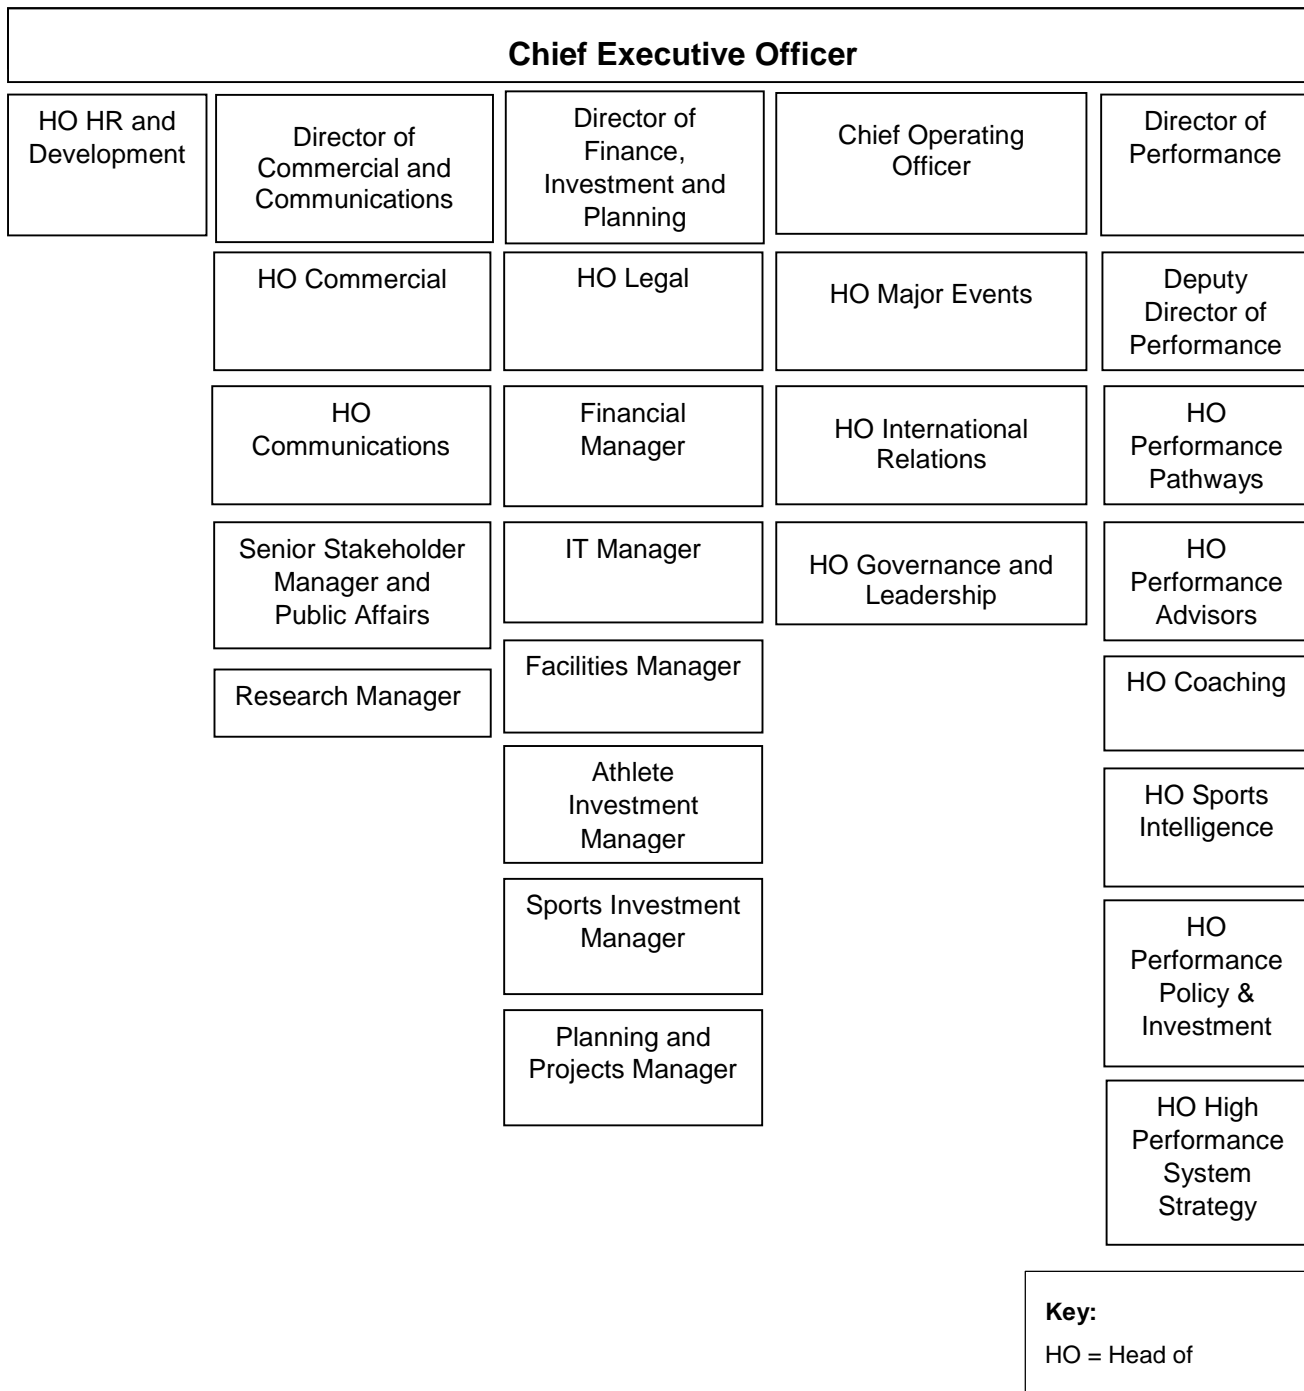 Chief Executive Officer
HO HR and
Development
Director of
Commercial and
Communications
Director of
Finance,
Investment and
Planning
Chief Operating
Officer
Director of
Performance
HO Commercial
HO Legal
HO Major Events
Deputy
Director of
Performance
HO
Communications
Financial
Manager
HO International
Relations
HO
Performance
Pathways
Senior Stakeholder
Manager and
Public Affairs
IT Manager
HO Governance and
Leadership
HO
Performance
Advisors
Research Manager
Facilities Manager
HO Coaching
Athlete
Investment
Manager
HO Sports
Intelligence
Sports Investment
Manager
HO
Performance
Policy &
Investment
Planning and
Projects Manager
HO High
Performance
System
Strategy
Key:
HO = Head of